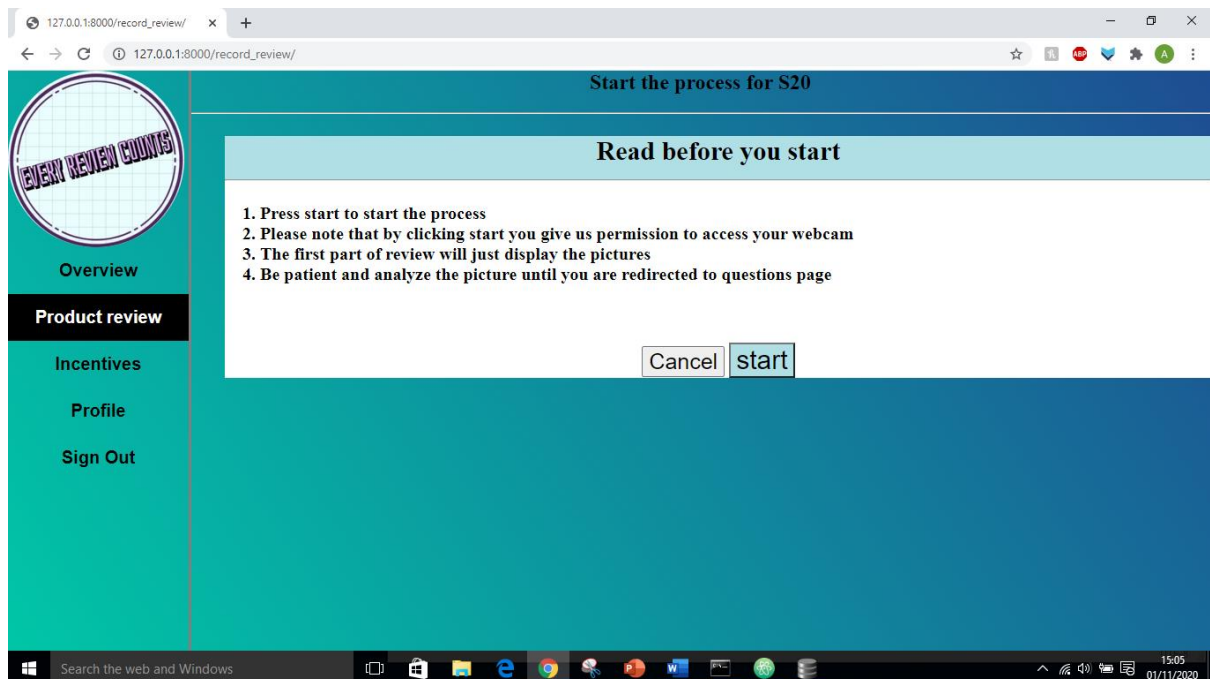 127.0.0.1:8000/record_review/
127.0.0.1:8000/record_review/
ABP
A
Start the process for S20
EVERY REVIEW COUNTS
Read before you start
1. Press start to start the process
2. Please note that by clicking start you give us permission to access your webcam
3. The first part of review will just display the pictures
4. Be patient and analyze the picture until you are redirected to questions page
Cancel start
Overview
Product review
Incentives
Profile
Sign Out
Search the web and Windows
15:05
01/11/2020